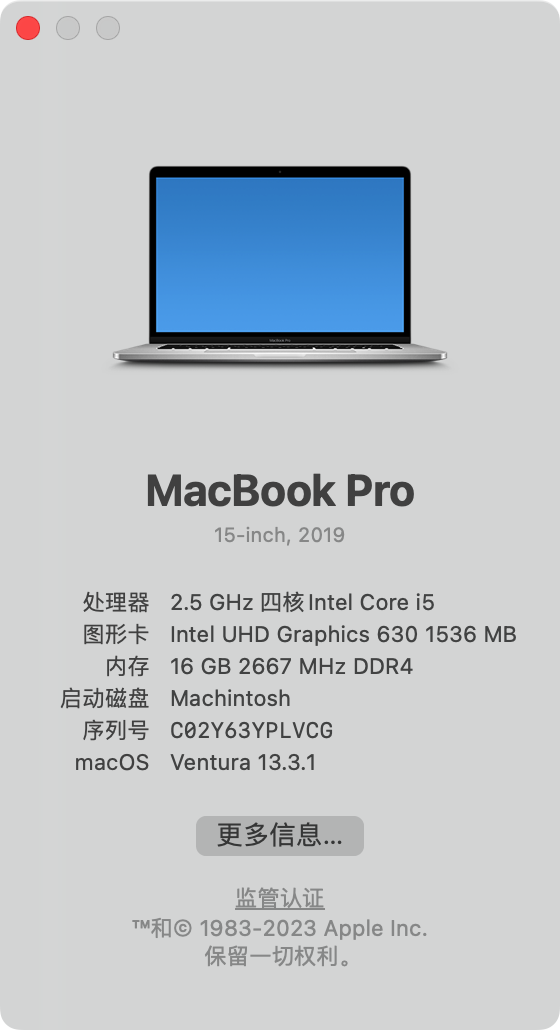 MacBook Pro
15-inch, 2019
处理器 2.5 GHz 四核Intel Core i5
图形卡 Intel UHD Graphics 630 1536 MB
内存 16 GB 2667 MHz DDR4
启动磁盘 Machintosh
序列号 C02Y63YPLVCG
macOS Ventura 13.3.1
更多信息...
监管认证
™和© 1983-2023 Apple Inc.
保留一切权利。